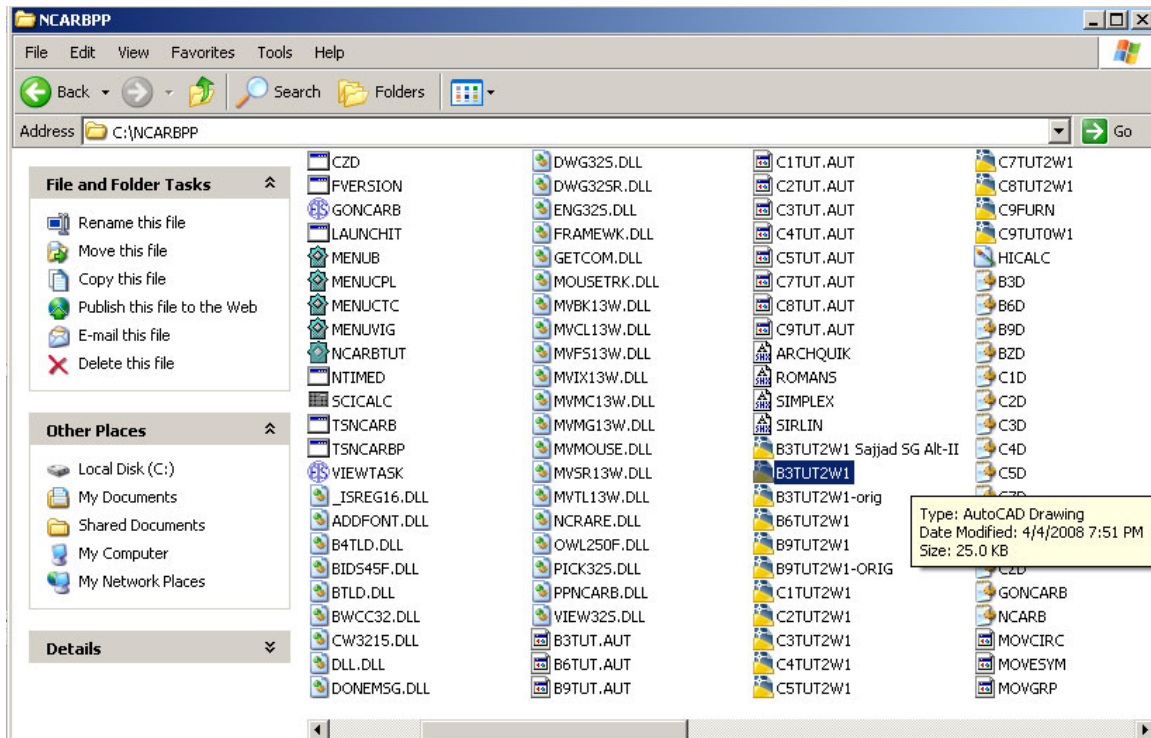 NCARBPP
File Edit View Favorites Tools Help
Back Search Folders
Address C:\NCARBPP Go
File and Folder Tasks
Rename this file
Move this file
Copy this file
Publish this file to the Web
E-mail this file
Delete this file
Other Places
Local Disk (C:)
My Documents
Shared Documents
My Computer
My Network Places
Details
CZD
FVERSION
GONCARB
LAUNCHIT
MENUB
MENUCPL
MENUCTC
MENUVIG
NCARBTUT
NTIMED
SCICALC
TSNCARB
TSNCARBP
VIEWTASK
_ISREG16.DLL
ADDFONT.DLL
B4TLD.DLL
BIDS45F.DLL
BTLD.DLL
BWCC32.DLL
CW3215.DLL
DLL.DLL
DONEMSG.DLL
DWG32S.DLL
DWG32SR.DLL
ENG32S.DLL
FRAMEWK.DLL
GETCOM.DLL
MOUSETRK.DLL
MVBK13W.DLL
MVCL13W.DLL
MVFS13W.DLL
MVIX13W.DLL
MVMC13W.DLL
MVMG13W.DLL
MVMOUSE.DLL
MVSR13W.DLL
MVTL13W.DLL
NCRARE.DLL
OWL250F.DLL
PICK32S.DLL
PPNCARB.DLL
VIEW32S.DLL
B3TUT.AUT
B6TUT.AUT
B9TUT.AUT
C1TUT.AUT
C2TUT.AUT
C3TUT.AUT
C4TUT.AUT
C5TUT.AUT
C7TUT.AUT
C8TUT.AUT
C9TUT.AUT
ARCHQUIK
ROMANS
SIMPLEX
SIRLIN
B3TUT2W1 Sajjad SG Alt-II
B3TUT2W1
B3TUT2W1-orig
B6TUT2W1
B9TUT2W1
B9TUT2W1-ORIG
C1TUT2W1
C2TUT2W1
C3TUT2W1
C4TUT2W1
C5TUT2W1
C7TUT2W1
C8TUT2W1
C9FURN
C9TUT0W1
HICALC
B3D
B6D
B9D
BZD
C1D
C2D
C3D
C4D
C5D
Type: AutoCAD Drawing
Date Modified: 4/4/2008 7:51 PM
Size: 25.0 KB
CZD
GONCARB
NCARB
MOVCIRC
MOVESYM
MOVGRP